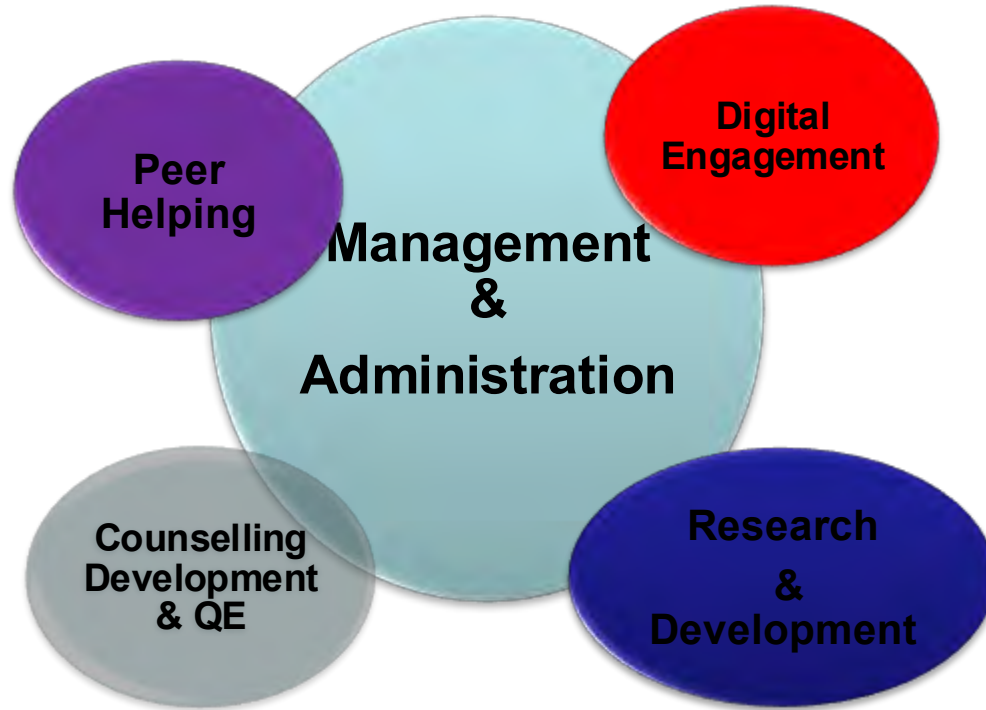 Peer
Helping
Digital
Engagement
Management
&
Administration
Counselling
Development
& QE
Research
&
Development